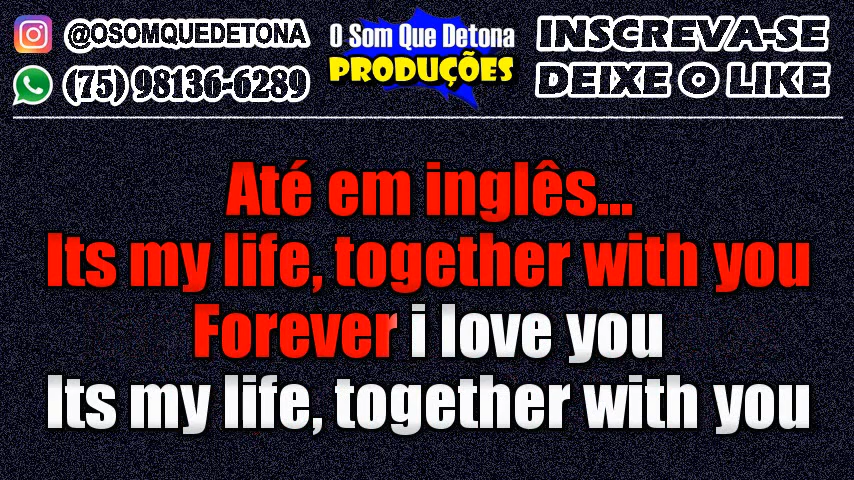 @OSOMQUEDETONA
(75) 98136-6289
O Som Que Detona
PRODUÇÕES
INSCREVA-SE
DEIXE O LIKE
Até em inglês...
Its my life, together with you
Forever i love you
Its my life, together with you